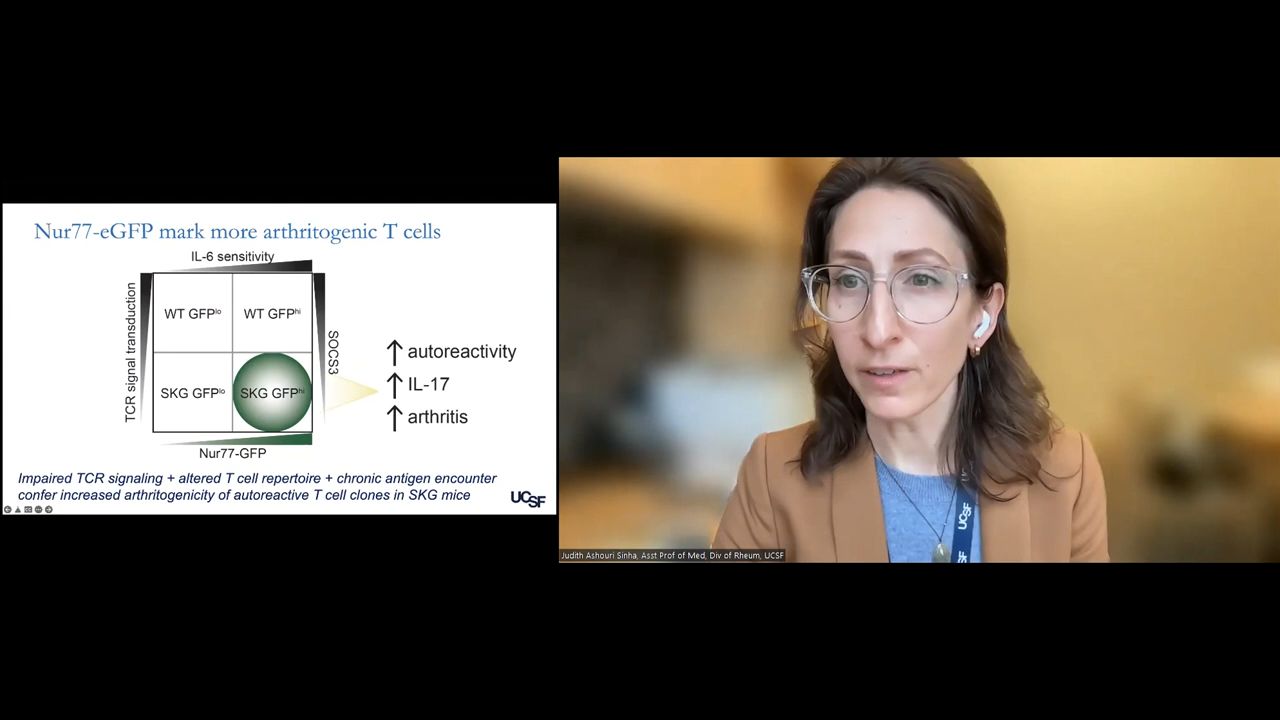 Nur77-eGFP mark more arthritogenic T cells
IL-6 sensitivity
TCR signal transduction
WT GFPlo
WT GFPhi
SKG GFPlo
SKG GFPhi
SOCS3
Nur77-GFP
↑ autoreactivity
↑ IL-17
↑ arthritis
Impaired TCR signaling + altered T cell repertoire + chronic antigen encounter
confer increased arthritogenicity of autoreactive T cell clones in SKG mice
UCSF
UCSF
Judith Ashouri Sinha, Asst Prof of Med, Div of Rheum, UCSF